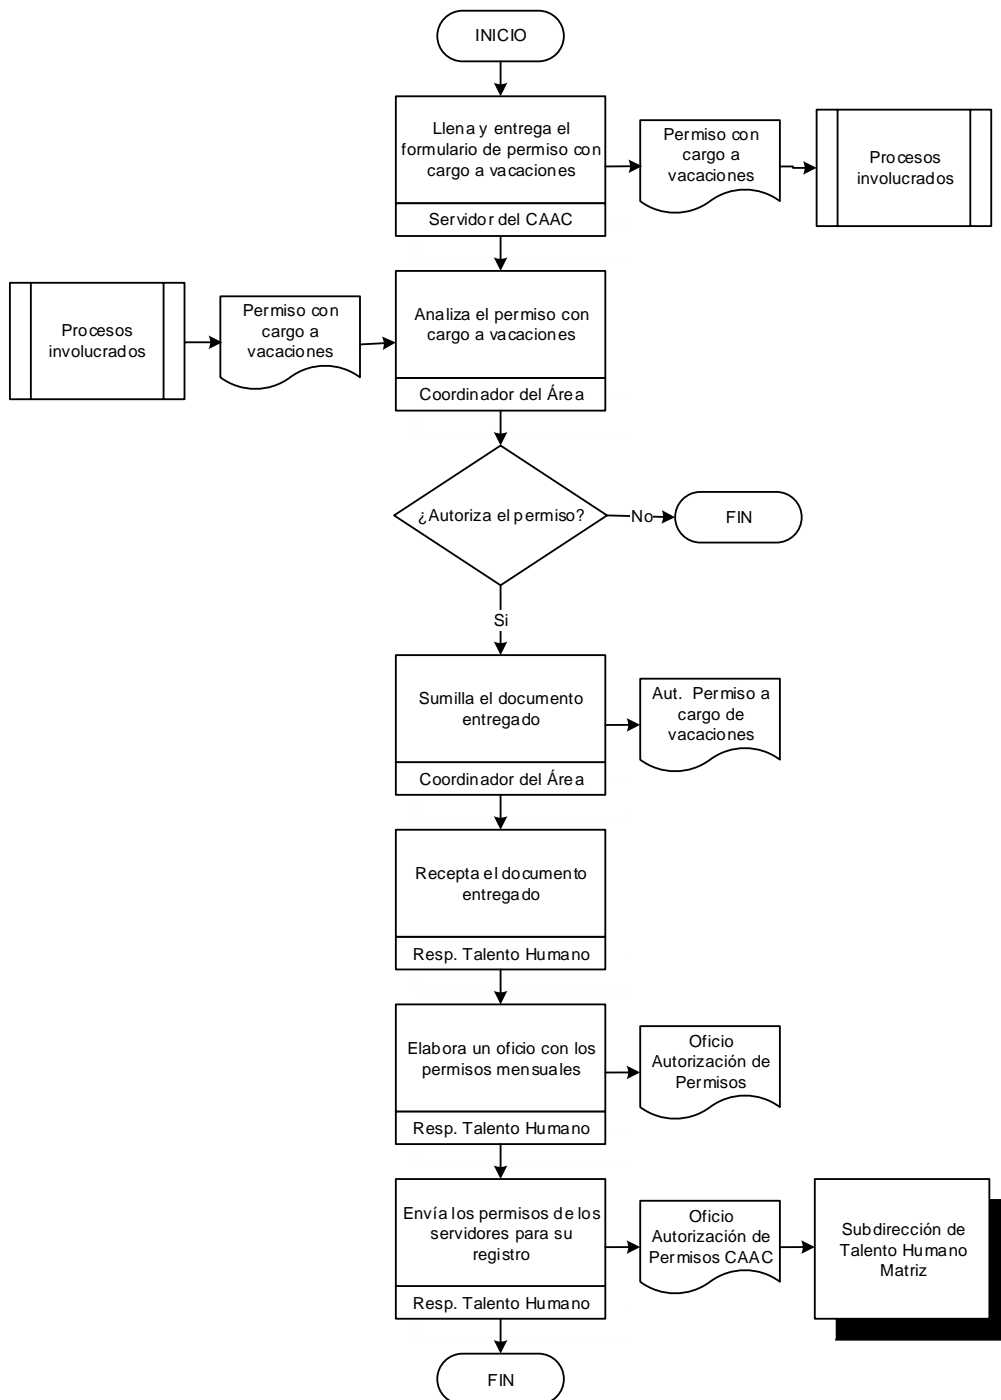 INICIO
Llena y entrega el
formulario de permiso con
cargo a vacaciones
Servidor del CAAC
Permiso con
cargo a
vacaciones
Procesos
involucrados
Procesos
involucrados
Permiso con
cargo a
vacaciones
Analiza el permiso con
cargo a vacaciones
Coordinador del Área
¿Autoriza el permiso?
No
FIN
Si
Sumilla el documento
entregado
Coordinador del Área
Aut. Permiso a
cargo de
vacaciones
Recepta el documento
entregado
Resp. Talento Humano
Elabora un oficio con los
permisos mensuales
Resp. Talento Humano
Oficio
Autorización de
Permisos
Envía los permisos de los
servidores para su
registro
Resp. Talento Humano
Oficio
Autorización de
Permisos CAAC
Subdirección de
Talento Humano
Matriz
FIN